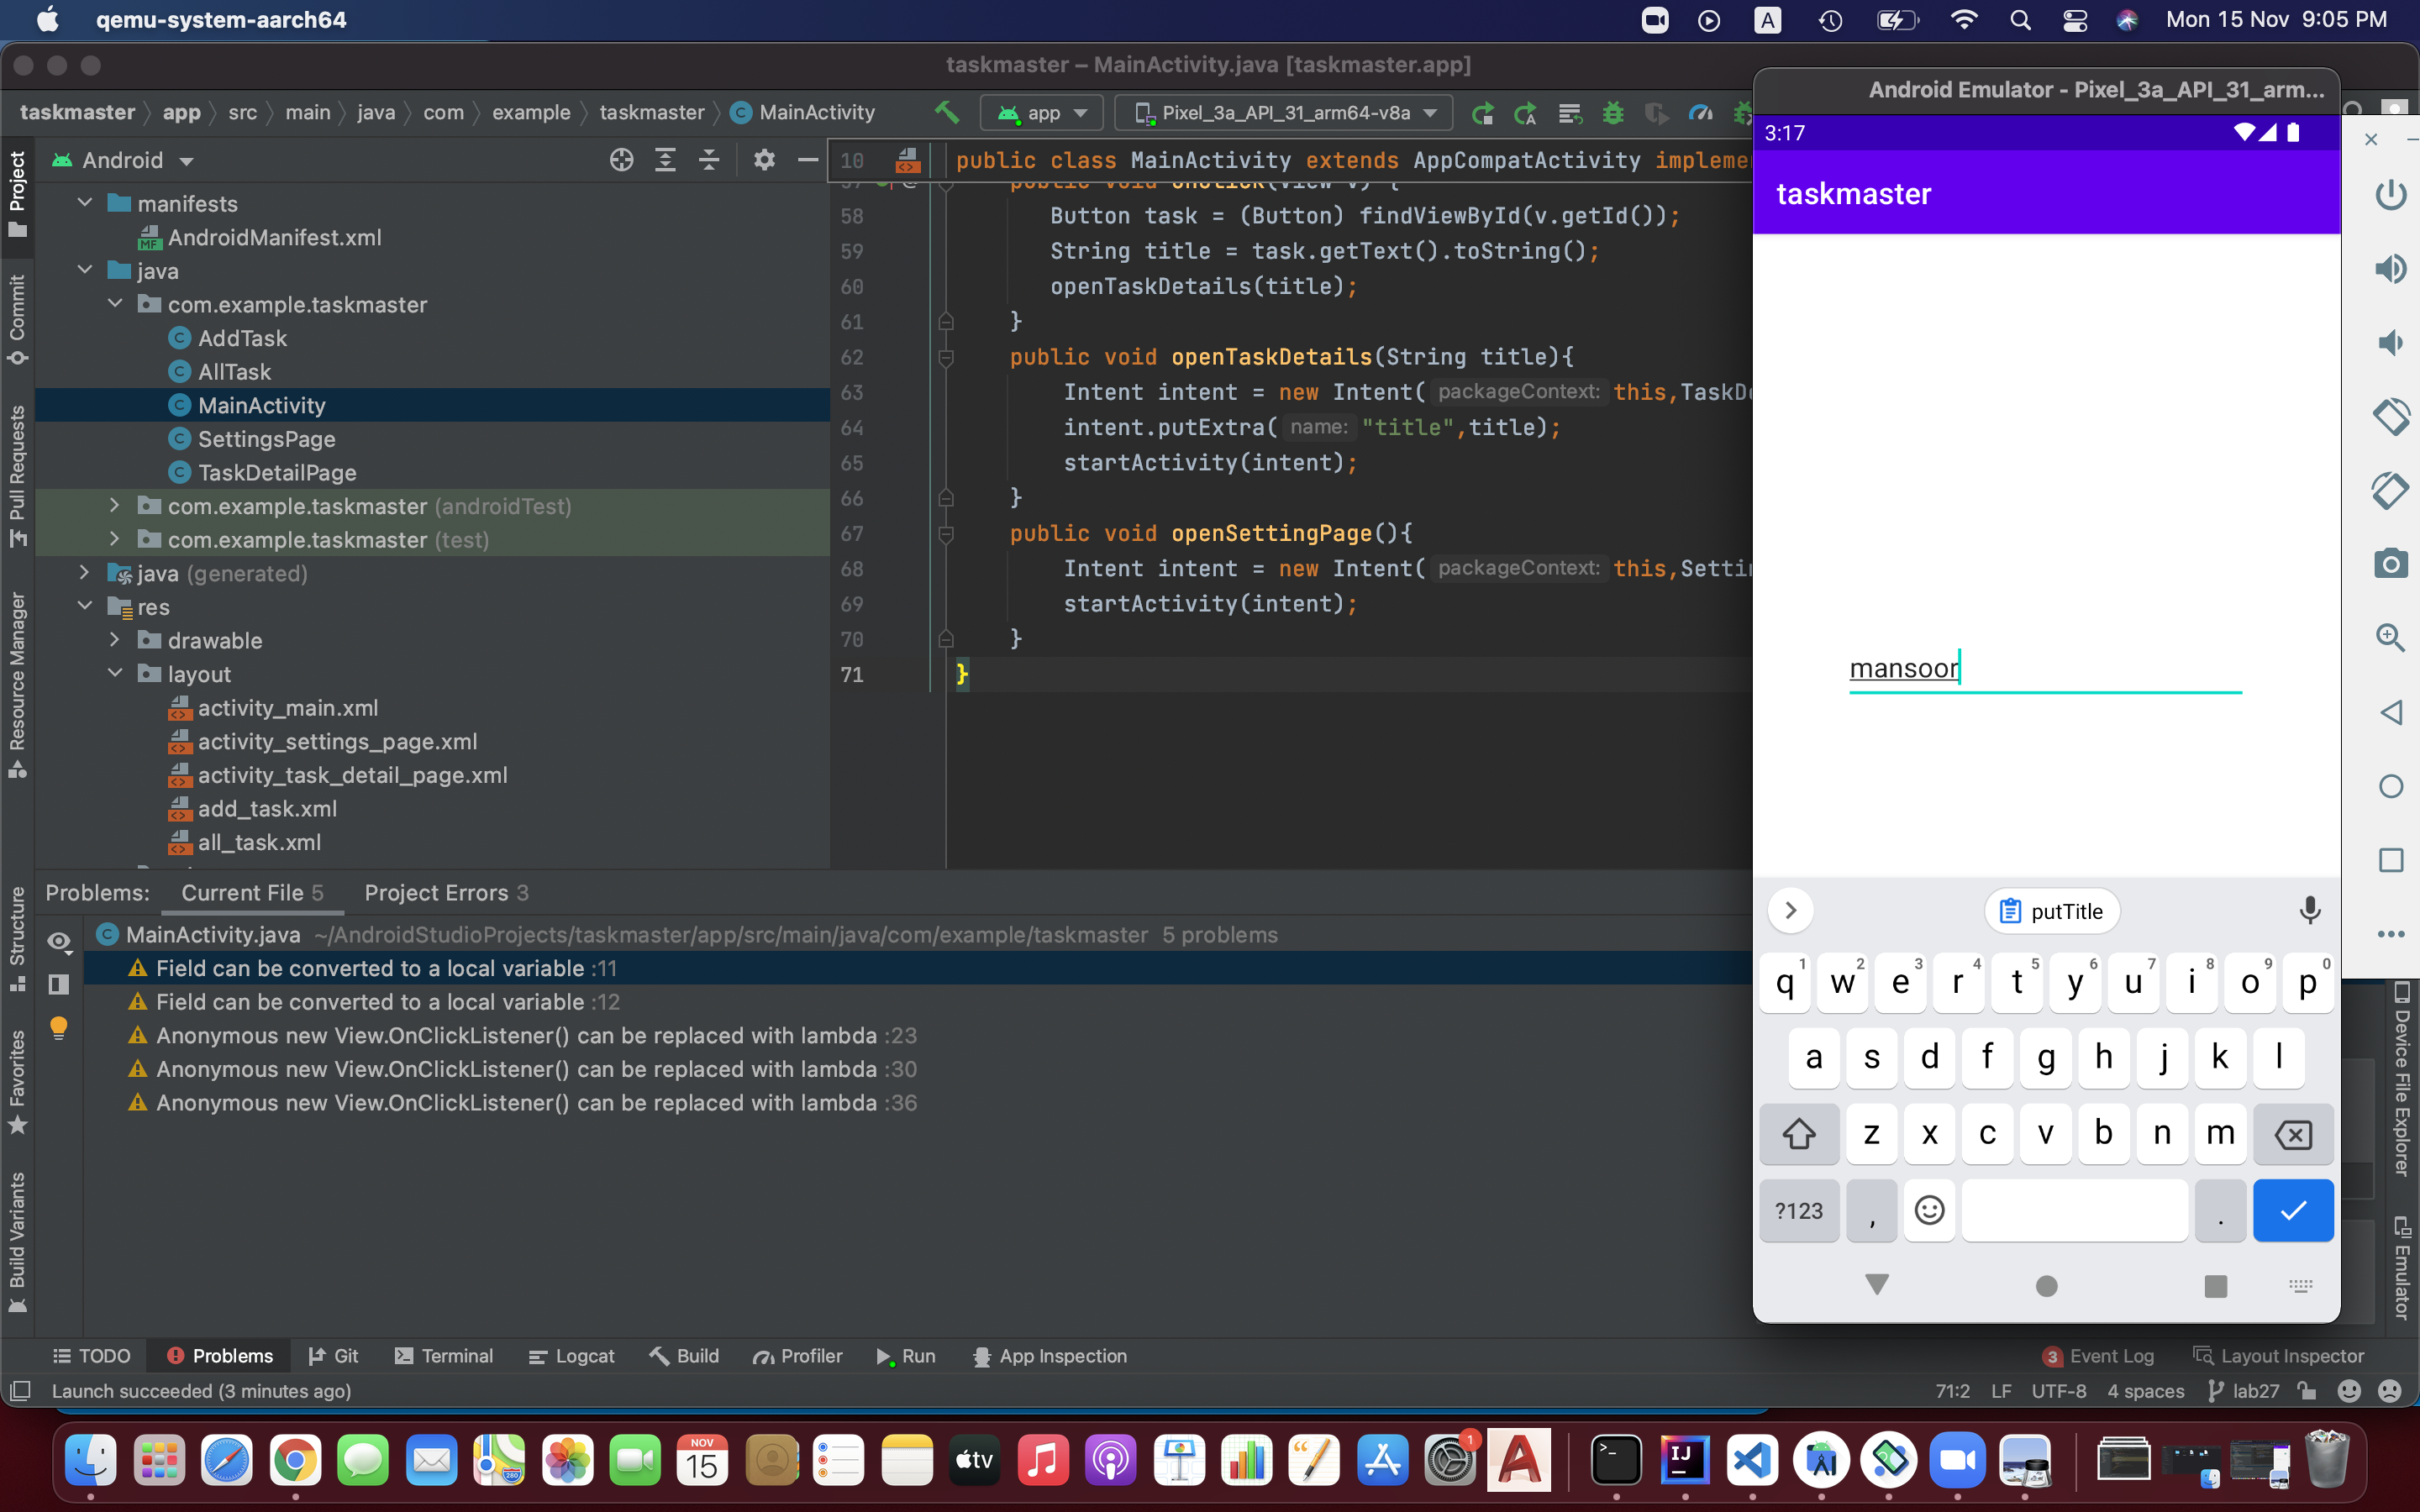 qemu-system-aarch64
A
Mon 15 Nov 9:05 PM
taskmaster – MainActivity.java [taskmaster.app]
taskmaster
app
src
main
java
com
example
taskmaster
MainActivity
app
Pixel_3a_API_31_arm64-v8a
Project
Commit
Pull Requests
Resource Manager
Structure
Favorites
Build Variants
Android
manifests
AndroidManifest.xml
java
com.example.taskmaster
AddTask
AllTask
MainActivity
SettingsPage
TaskDetailPage
com.example.taskmaster (androidTest)
com.example.taskmaster (test)
java (generated)
res
drawable
layout
activity_main.xml
activity_settings_page.xml
activity_task_detail_page.xml
add_task.xml
all_task.xml
10 public class MainActivity extends AppCompatActivity impleme
57 public void onClick(View v) {
58 Button task = (Button) findViewById(v.getId());
59 String title = task.getText().toString();
60 openTaskDetails(title);
61 }
62 public void openTaskDetails(String title){
63 Intent intent = new Intent( packageContext: this,TaskD
64 intent.putExtra( name: "title",title);
65 startActivity(intent);
66 }
67 public void openSettingPage(){
68 Intent intent = new Intent( packageContext: this,Settin
69 startActivity(intent);
70 }
71 }
Problems: Current File 5 Project Errors 3
MainActivity.java ~/AndroidStudioProjects/taskmaster/app/src/main/java/com/example/taskmaster 5 problems
Field can be converted to a local variable :11
Field can be converted to a local variable :12
Anonymous new View.OnClickListener() can be replaced with lambda :23
Anonymous new View.OnClickListener() can be replaced with lambda :30
Anonymous new View.OnClickListener() can be replaced with lambda :36
Android Emulator - Pixel_3a_API_31_arm...
3:17
taskmaster
mansoor
putTitle
q1 w2 e3 r4 t5 y6 u7 i8 o9 p0
a s d f g h j k l
z x c v b n m
?123 , .
Device File Explorer
Emulator
TODO Problems Git Terminal Logcat Build Profiler Run App Inspection
3 Event Log Layout Inspector
Launch succeeded (3 minutes ago)
71:2 LF UTF-8 4 spaces lab27
NOV
15
280
tv
1
IJ